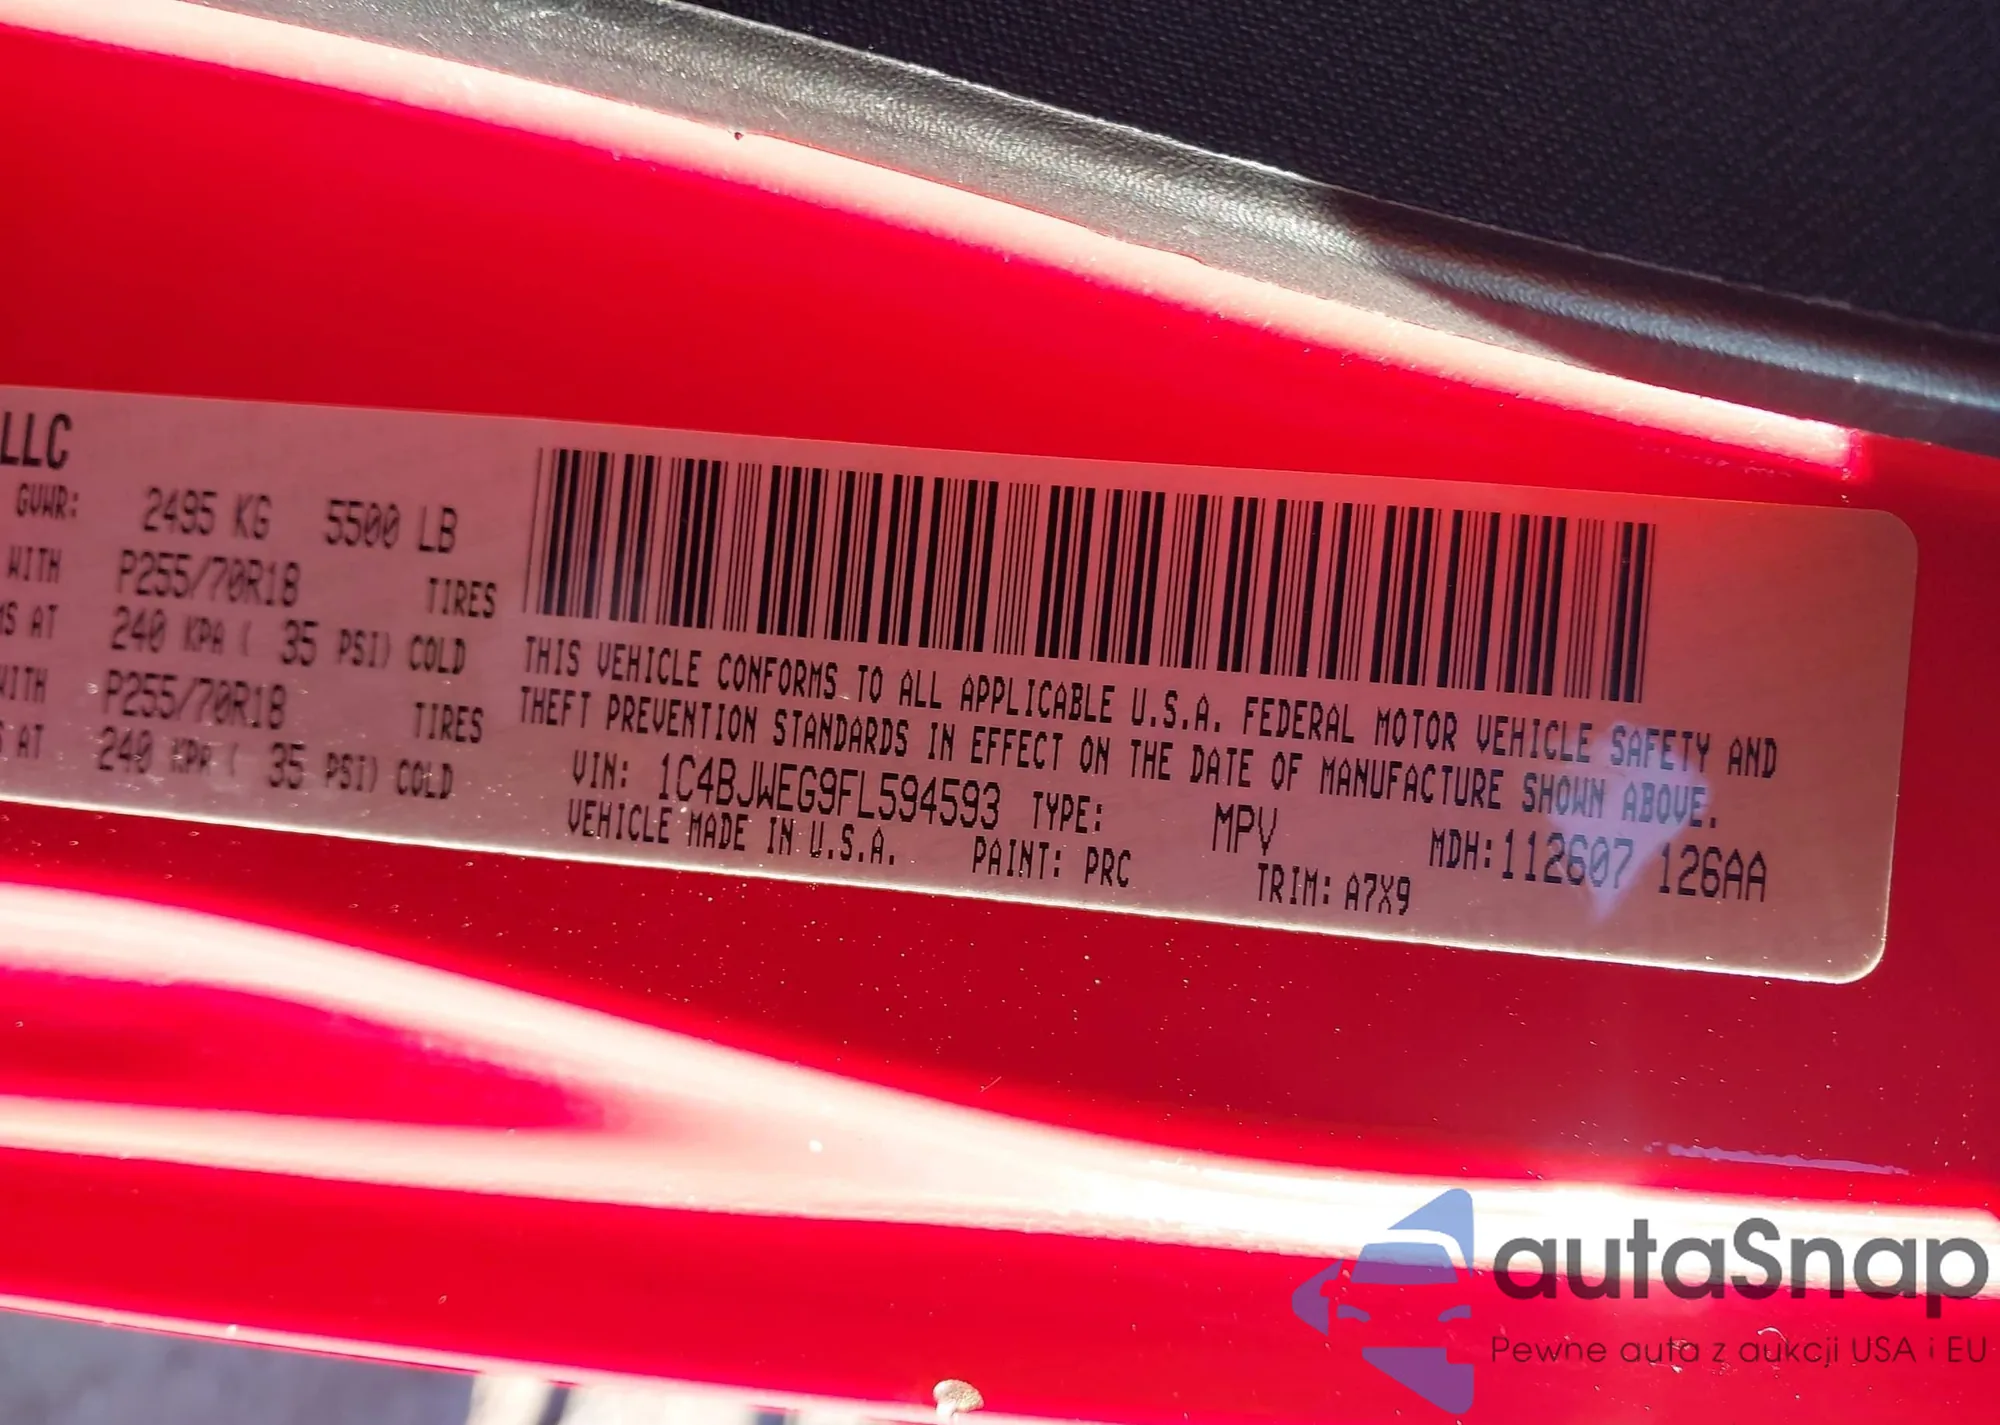 LLC
GVWR: 2495 KG 5500 LB
WITH P255/70R18 TIRES
MS AT 240 KPA ( 35 PSI) COLD
WITH P255/70R18 TIRES
S AT 240 KPA ( 35 PSI) COLD
THIS VEHICLE CONFORMS TO ALL APPLICABLE U.S.A. FEDERAL MOTOR VEHICLE SAFETY AND
THEFT PREVENTION STANDARDS IN EFFECT ON THE DATE OF MANUFACTURE SHOWN ABOVE.
VIN: 1C4BJWEG9FL594593 TYPE: MPV MDH:112607 126AA
VEHICLE MADE IN U.S.A. PAINT: PRC TRIM: A7X9
autaSnap
Pewne auta z aukcji USA i EU